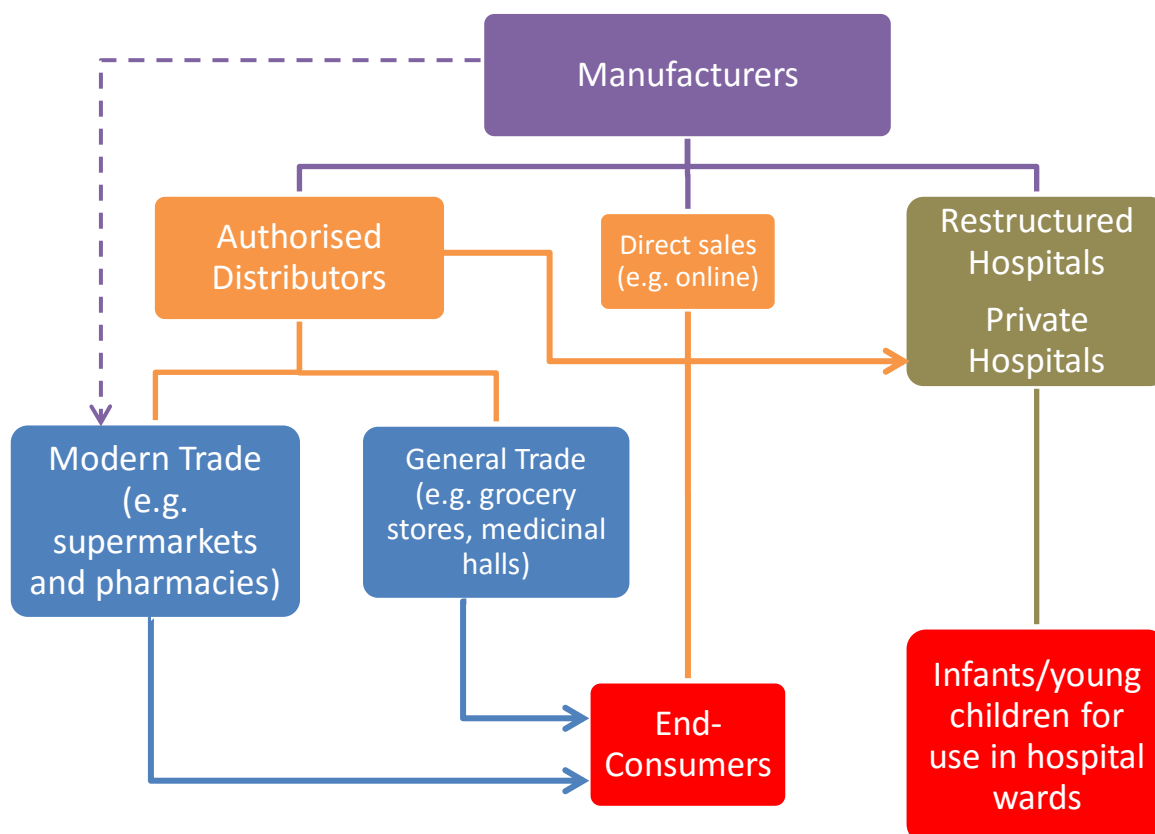 Manufacturers
Authorised
Distributors
Direct sales
(e.g. online)
Restructured
Hospitals
Private
Hospitals
Modern Trade
(e.g.
supermarkets
and pharmacies)
General Trade
(e.g. grocery
stores, medicinal
halls)
End-
Consumers
Infants/young
children for
use in hospital
wards